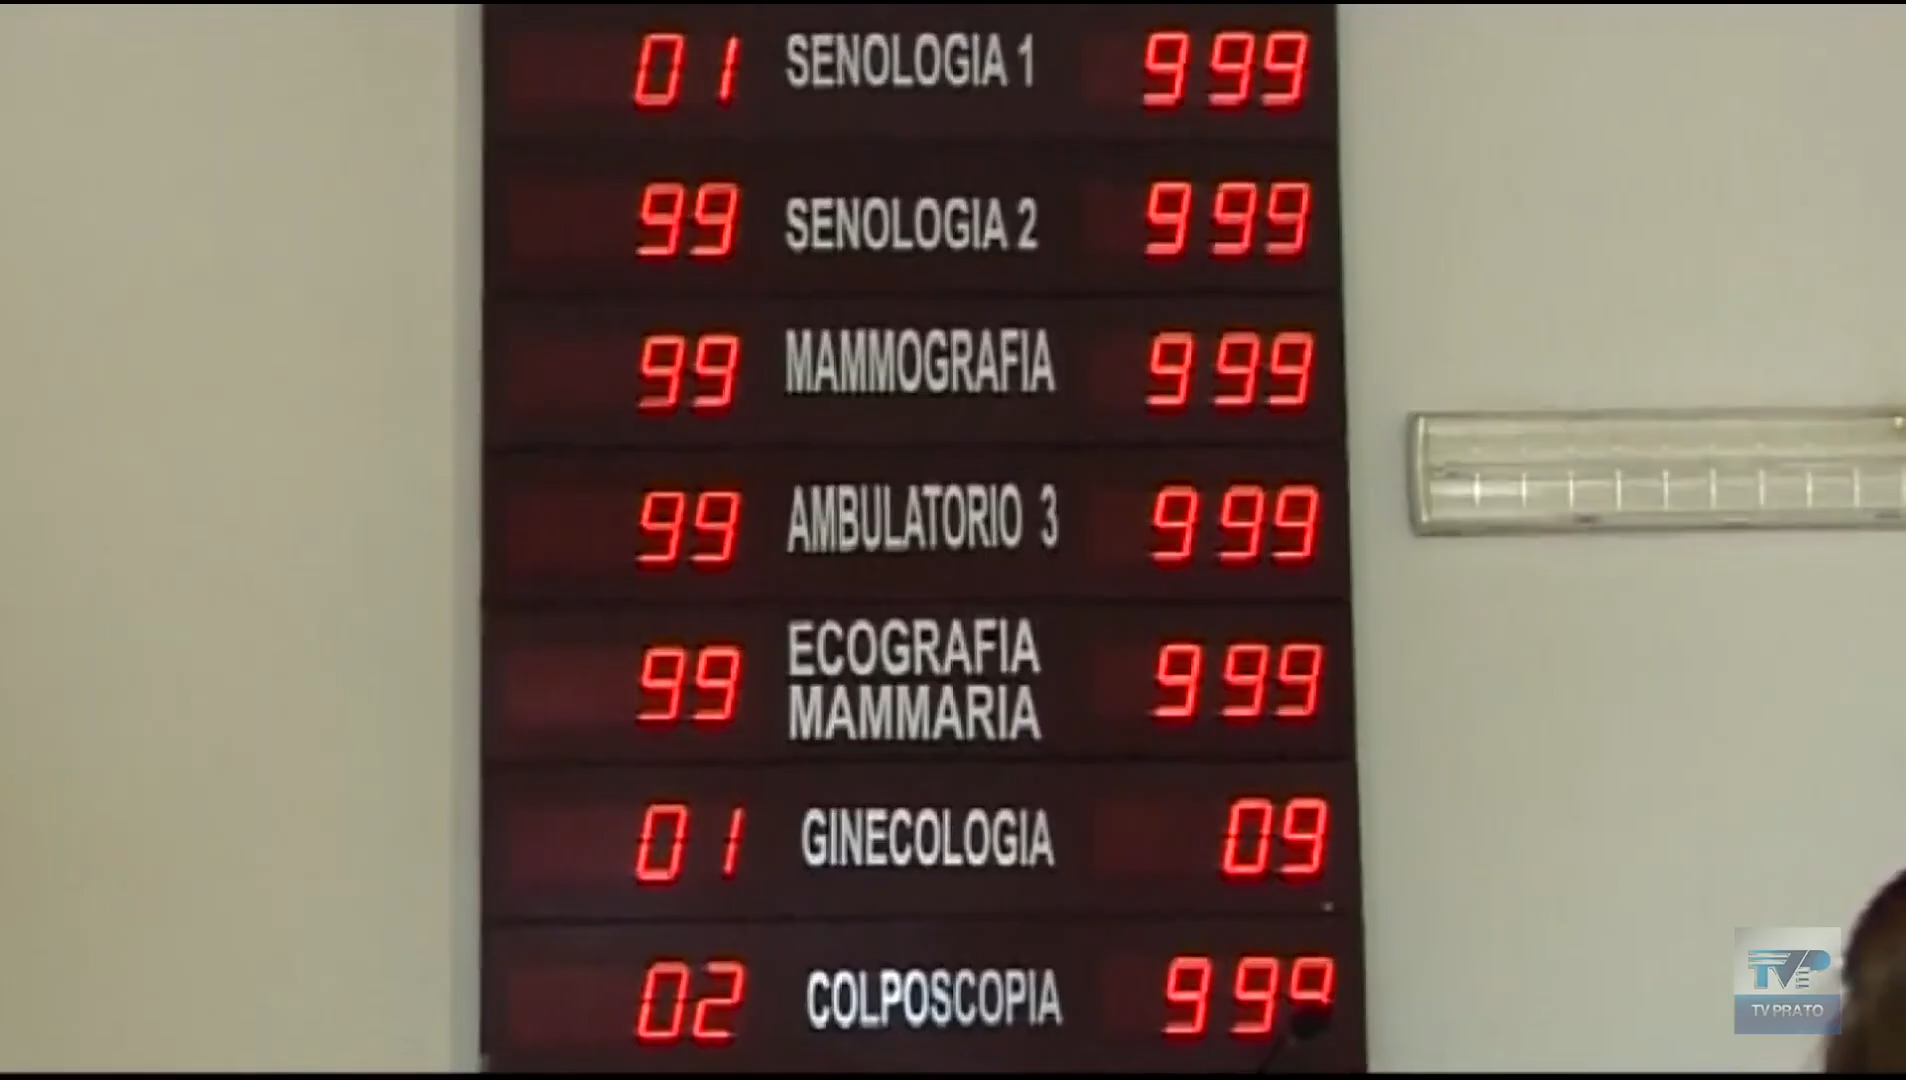 01 SENOLOGIA 1 999
99 SENOLOGIA 2 999
99 MAMMOGRAFIA 999
99 AMBULATORIO 3 999
99 ECOGRAFIA MAMMARIA 999
01 GINECOLOGIA 09
02 COLPOSCOPIA 999
TVP
TV PRATO